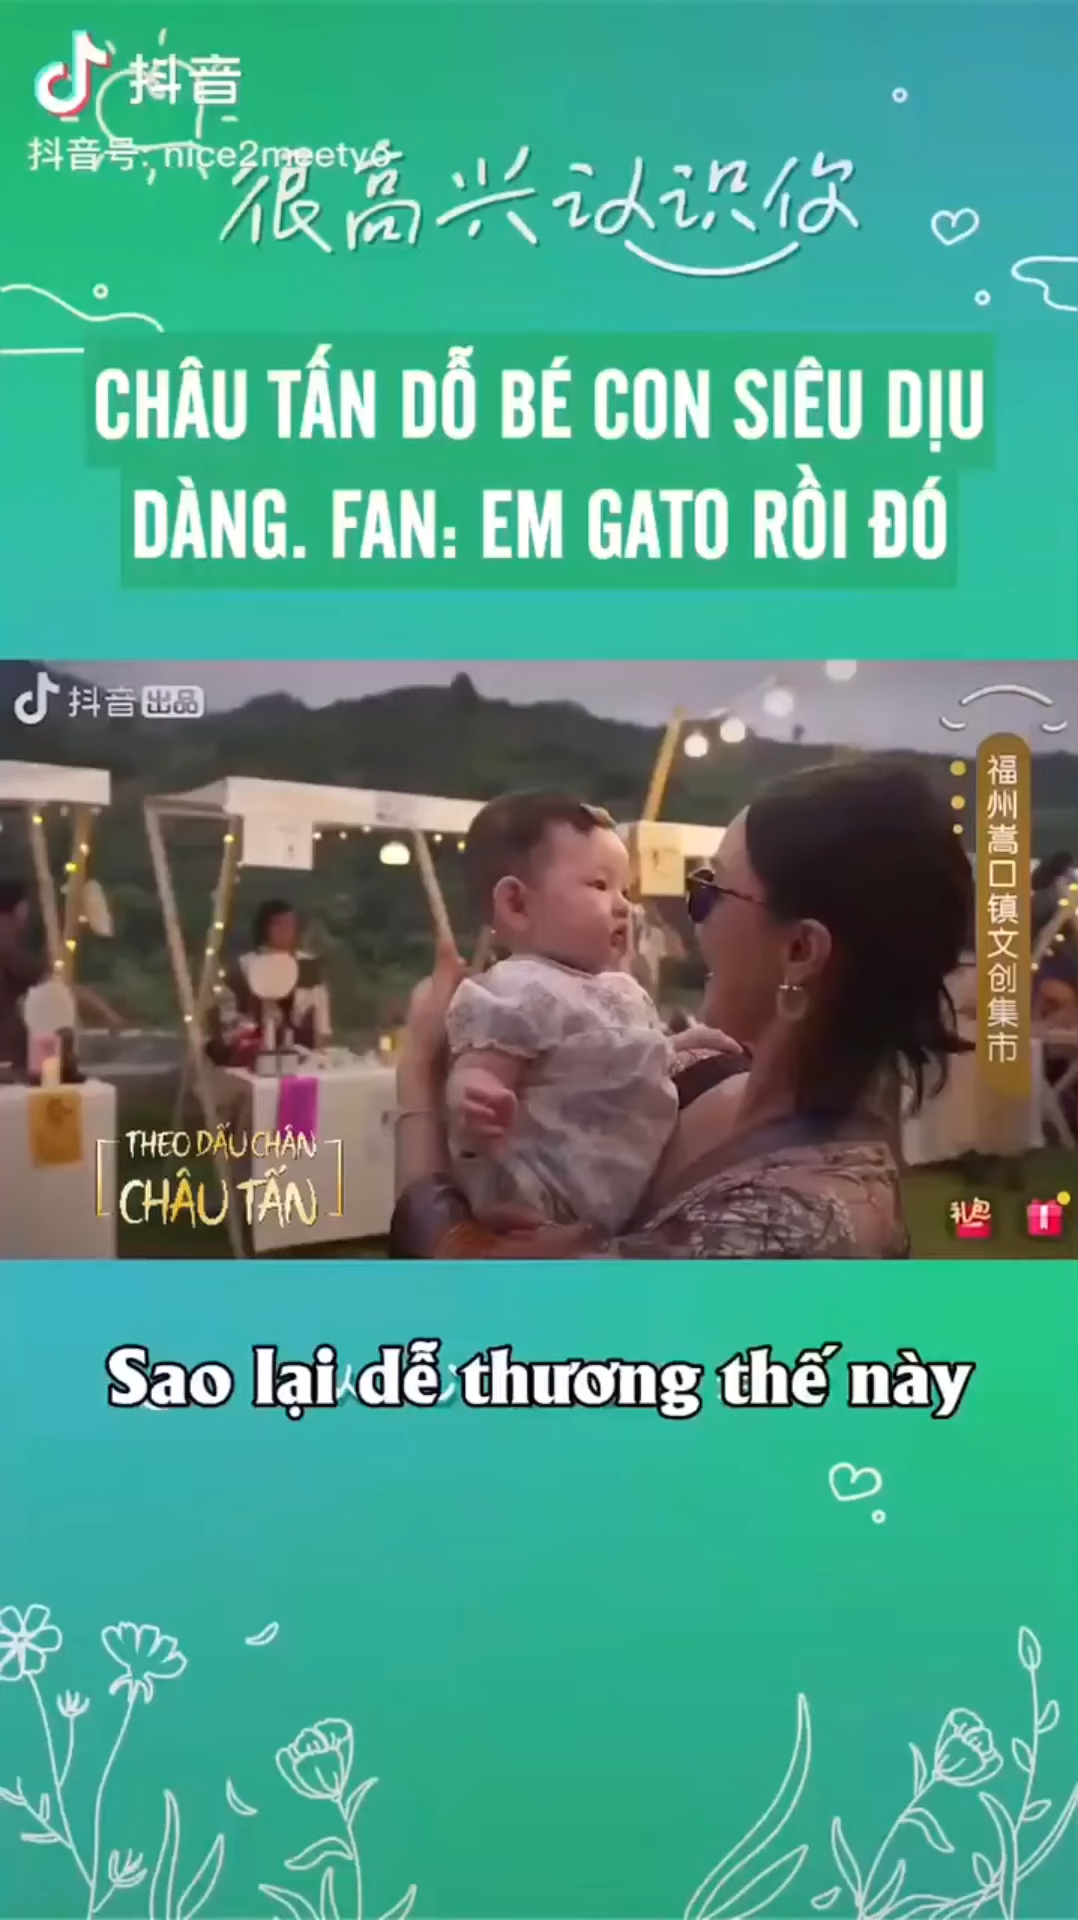 抖音
抖音号: nice2meetyo
很高兴认识你
CHÂU TẤN DỖ BÉ CON SIÊU DỊU
DÀNG. FAN: EM GATO RỒI ĐÓ
抖音出品
福州嵩口镇文创集市
THEO DẤU CHÂN
CHÂU TẤN
礼包
Sao lại dễ thương thế này